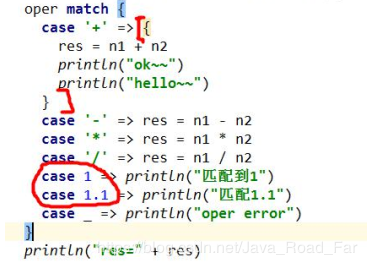 oper match {
case '+' => {
res = n1 + n2
println("ok~~")
println("hello~~")
}
case '-' => res = n1 - n2
case '*' => res = n1 * n2
case '/' => res = n1 / n2
case 1 => println("匹配到1")
case 1.1 => println("匹配1.1")
case _ => println("oper error")
}
println("res=" + res)